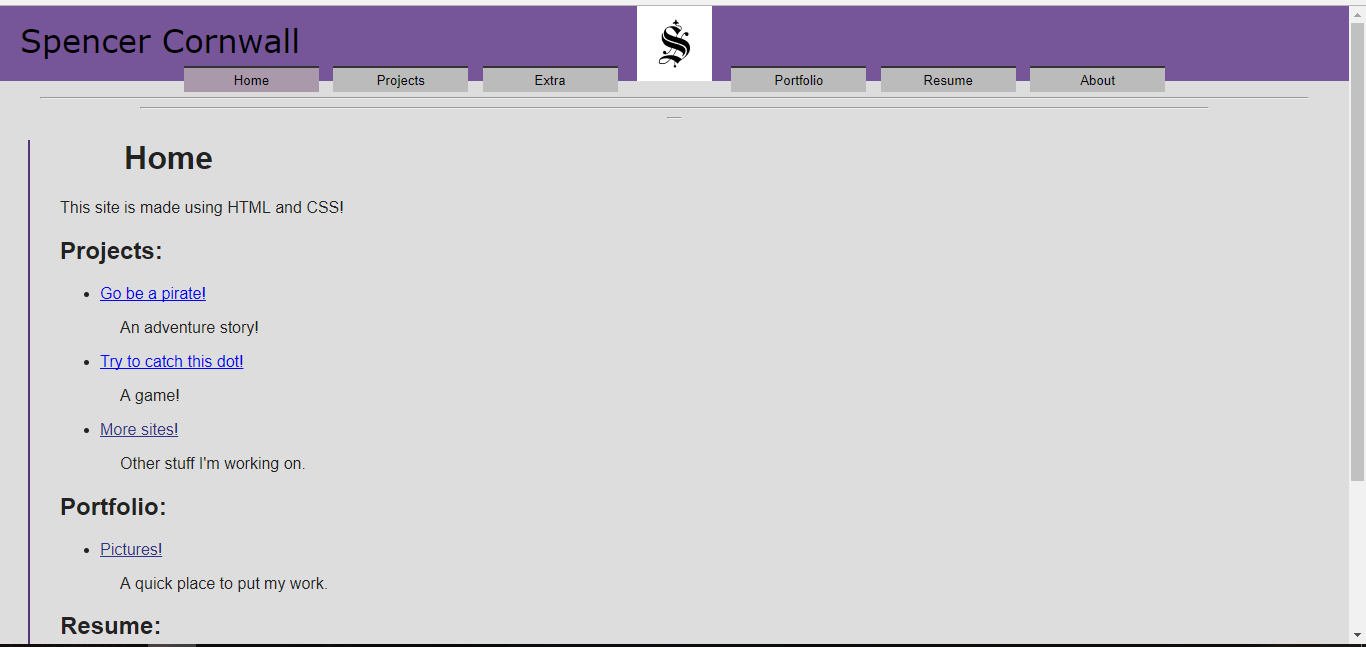 Spencer Cornwall
S
Home Projects Extra Portfolio Resume About
Home
This site is made using HTML and CSS!
Projects:
Go be a pirate!
An adventure story!
Try to catch this dot!
A game!
More sites!
Other stuff I'm working on.
Portfolio:
Pictures!
A quick place to put my work.
Resume: